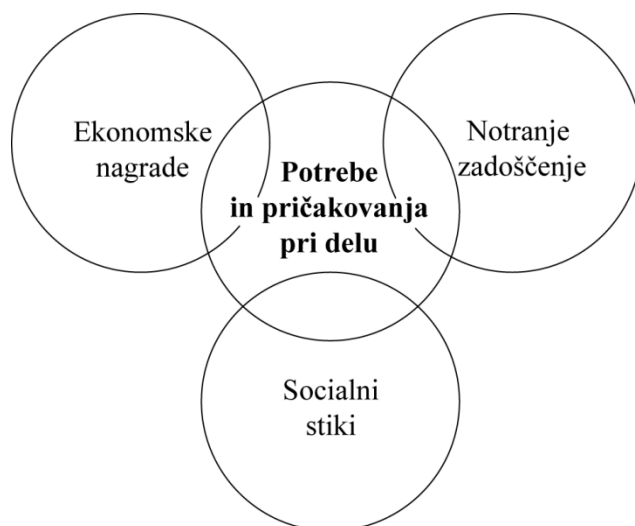 Ekonomske
nagrade
Notranje
zadoščenje
Potrebe
in pričakovanja
pri delu
Socialni
stiki